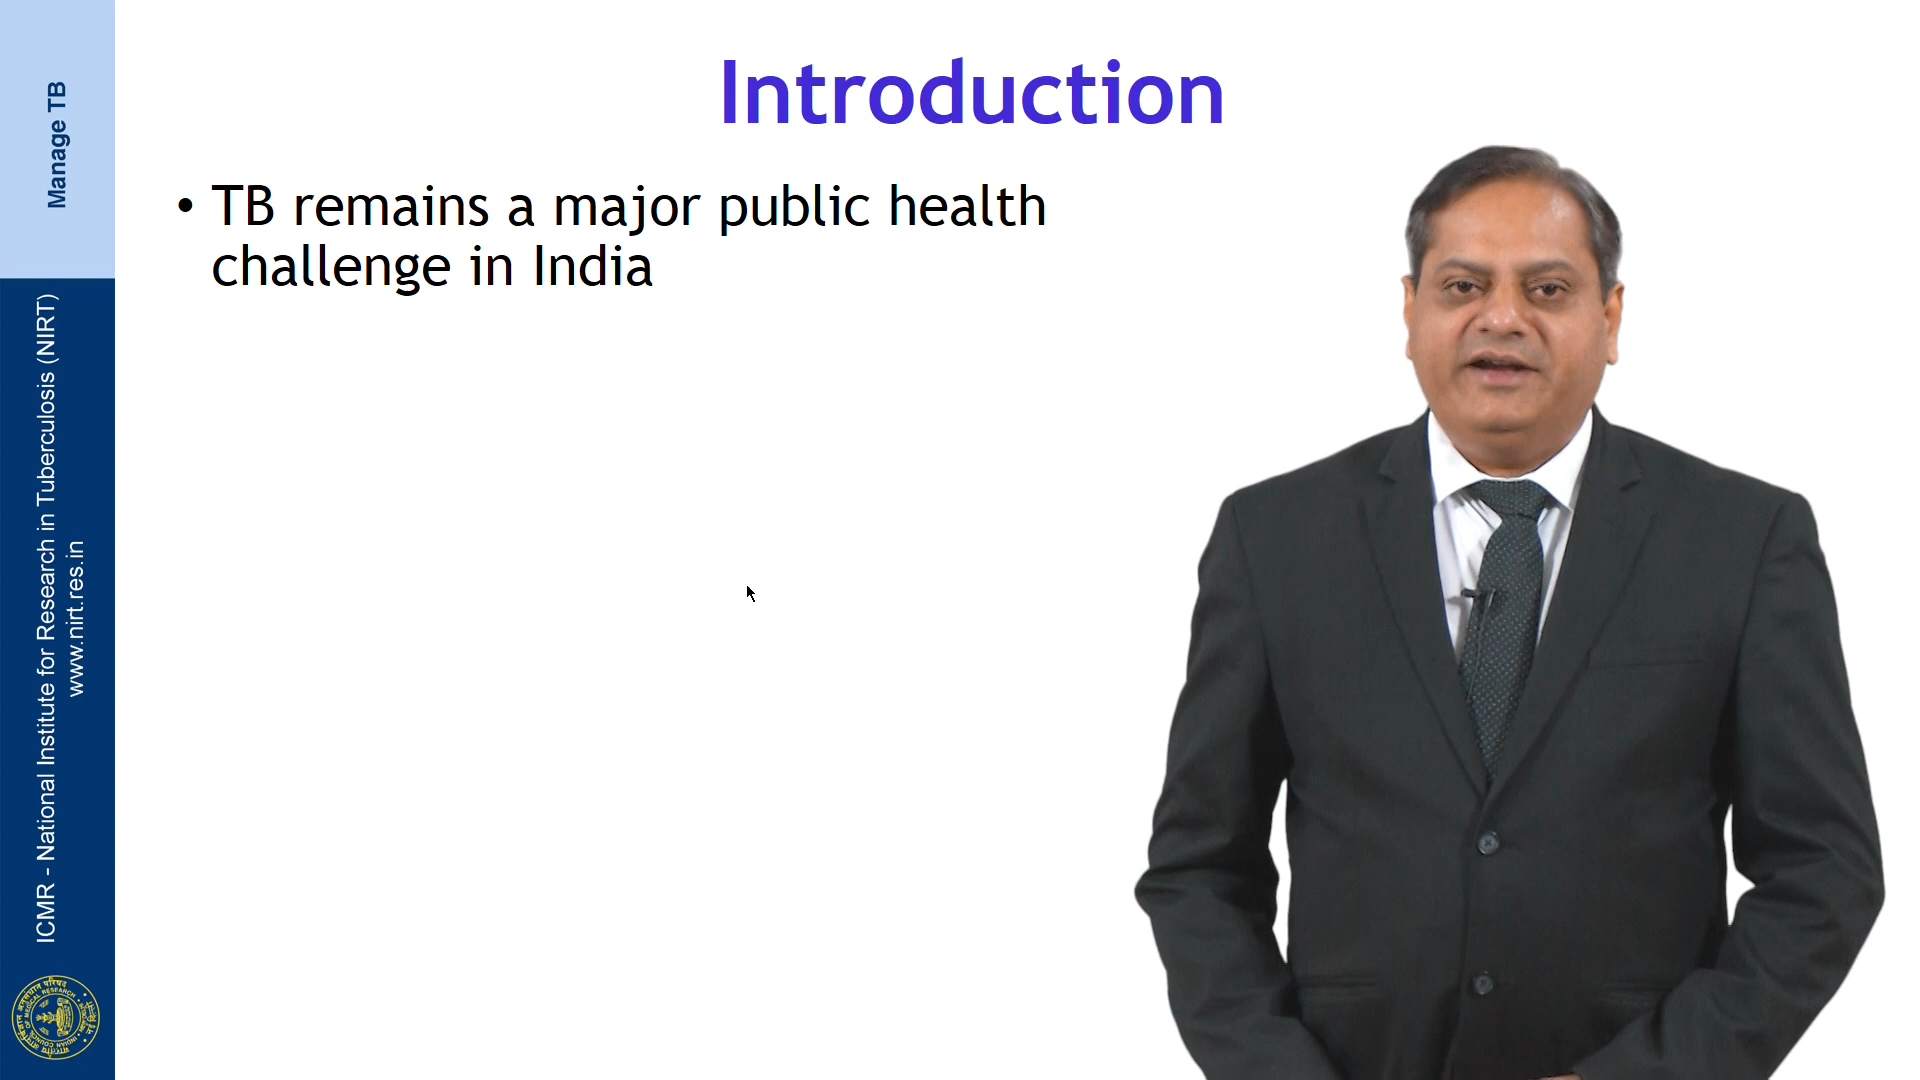 Introduction
• TB remains a major public health
challenge in India
Manage TB
ICMR - National Institute for Research in Tuberculosis (NIRT)
www.nirt.res.in